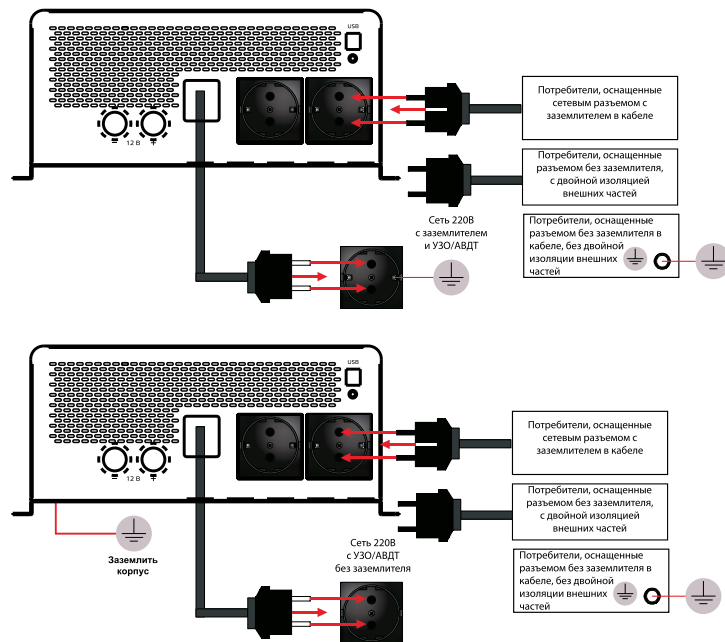 USB
12 В
Потребители, оснащенные
сетевым разъемом с
заземлителем в кабеле
Потребители, оснащенные
разъемом без заземлителя,
с двойной изоляцией
внешних частей
Сеть 220В
с заземлителем
и УЗО/АВДТ
Потребители, оснащенные
разъемом без заземлителя в
кабеле, без двойной
изоляции внешних
частей
USB
12 В
Потребители, оснащенные
сетевым разъемом с
заземлителем в кабеле
Потребители, оснащенные
разъемом без заземлителя,
с двойной изоляцией
внешних частей
Заземлить
корпус
Сеть 220В
с УЗО/АВДТ
без заземлителя
Потребители, оснащенные
разъемом без заземлителя в
кабеле, без двойной
изоляции внешних
частей